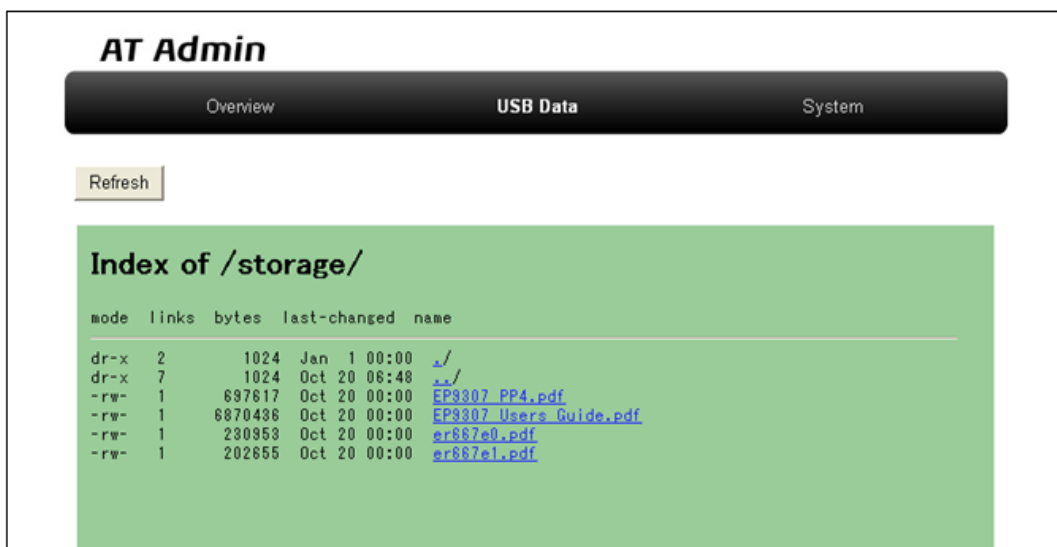 AT Admin
Overview USB Data System
Refresh
Index of /storage/
mode links bytes last-changed name
dr-x 2 1024 Jan 1 00:00 ./
dr-x 7 1024 Oct 20 06:48 ../
-rw- 1 697617 Oct 20 00:00 EP9307 PP4.pdf
-rw- 1 6870436 Oct 20 00:00 EP9307 Users Guide.pdf
-rw- 1 230953 Oct 20 00:00 er667e0.pdf
-rw- 1 202655 Oct 20 00:00 er667e1.pdf